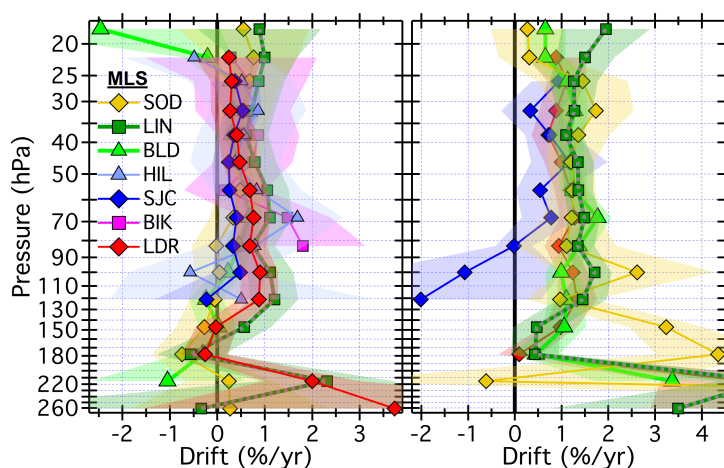 MLS
SOD
LIN
BLD
HIL
SJC
BIK
LDR
Pressure (hPa)
20
25
30
40
50
70
80
100
130
150
180
220
260
-2 -1 0 1 2 3
Drift (%/yr)
-2 -1 0 1 2 3 4
Drift (%/yr)